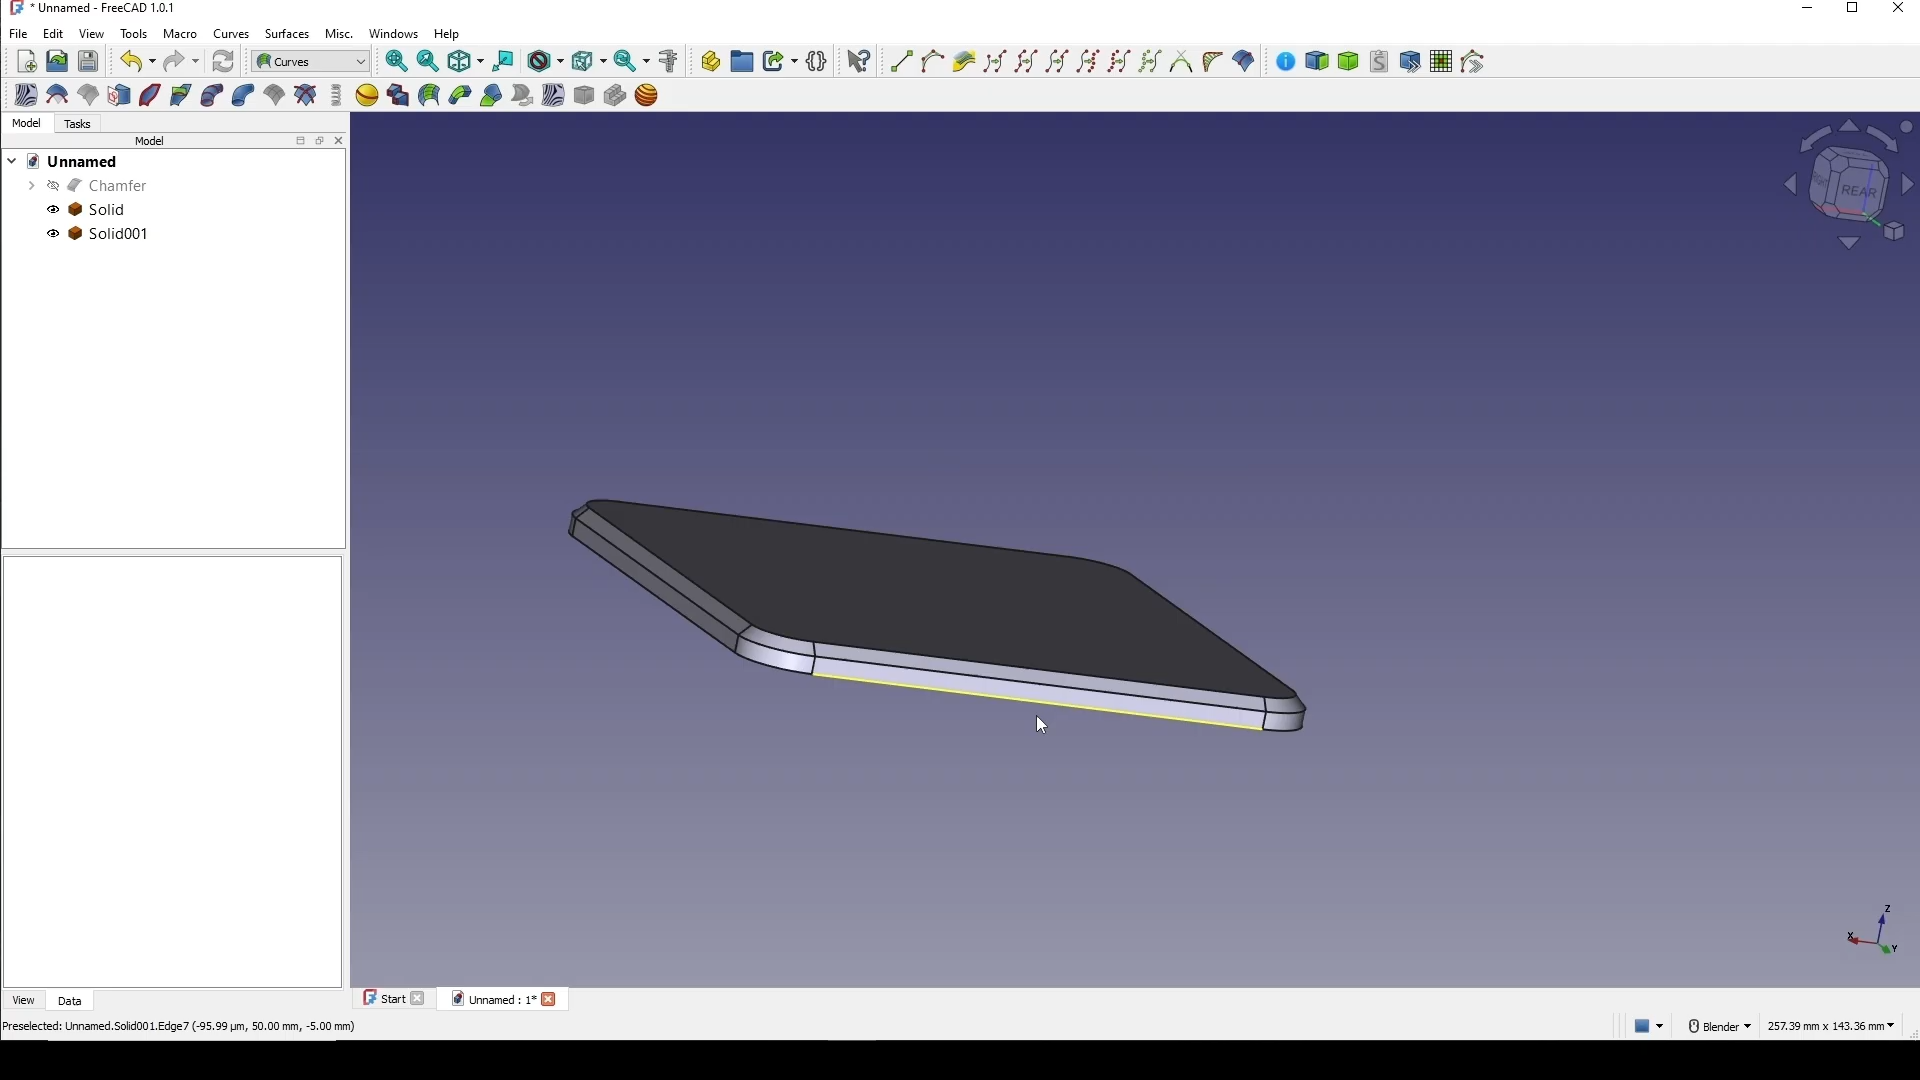 * Unnamed - FreeCAD 1.0.1
File Edit View Tools Macro Curves Surfaces Misc. Windows Help
Curves
Model Tasks
Model
Unnamed
Chamfer
Solid
Solid001
REAR
Z
X
Y
View Data
Start Unnamed : 1*
Preselected: Unnamed.Solid001.Edge7 (-95.99 µm, 50.00 mm, -5.00 mm)
Blender 257.39 mm x 143.36 mm